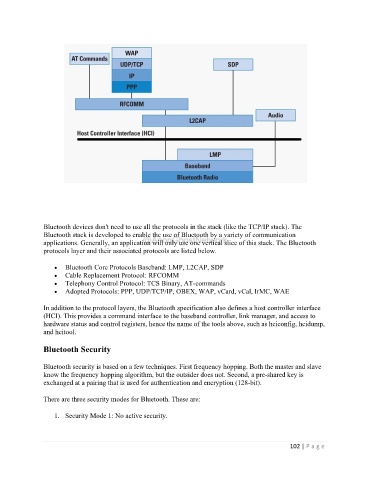 WAP
AT Commands
UDP/TCP
SDP
IP
PPP
RFCOMM
Audio
L2CAP
Host Controller Interface (HCI)
LMP
Baseband
Bluetooth Radio
Bluetooth devices don't need to use all the protocols in the stack (like the TCP/IP stack). The
Bluetooth stack is developed to enable the use of Bluetooth by a variety of communication
applications. Generally, an application will only use one vertical slice of this stack. The Bluetooth
protocols layer and their associated protocols are listed below.
• Bluetooth Core Protocols Baseband: LMP, L2CAP, SDP
• Cable Replacement Protocol: RFCOMM
• Telephony Control Protocol: TCS Binary, AT-commands
• Adopted Protocols: PPP, UDP/TCP/IP, OBEX, WAP, vCard, vCal, IrMC, WAE
In addition to the protocol layers, the Bluetooth specification also defines a host controller interface
(HCI). This provides a command interface to the baseband controller, link manager, and access to
hardware status and control registers, hence the name of the tools above, such as hciconfig, hcidump,
and hcitool.
Bluetooth Security
Bluetooth security is based on a few techniques. First frequency hopping. Both the master and slave
know the frequency hopping algorithm, but the outsider does not. Second, a pre-shared key is
exchanged at a pairing that is used for authentication and encryption (128-bit).
There are three security modes for Bluetooth. These are:
1. Security Mode 1: No active security.
102 | P a g e